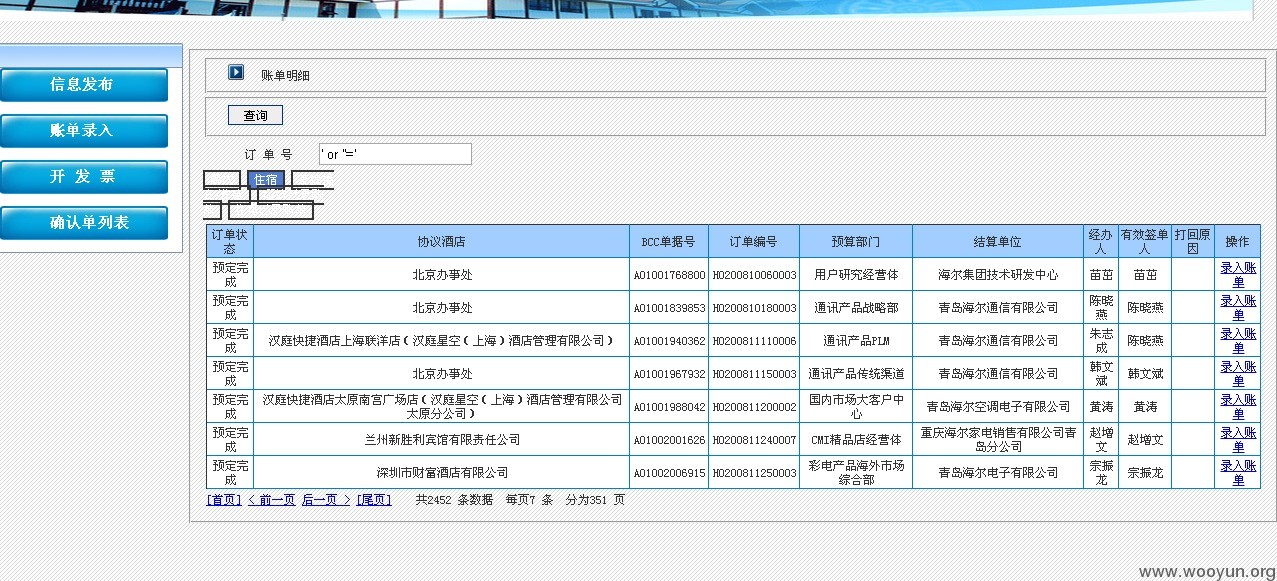 信息发布
账单录入
开 发 票
确认单列表
账单明细
查询
订 单 号 ' or ''='
住宿
订单状态 协议酒店 BCC单据号 订单编号 预算部门 结算单位 经办人 有效签单人 打回原因 操作
预定完成 北京办事处 A01001768800 H0200810060003 用户研究经营体 海尔集团技术研发中心 苗茁 苗茁 录入账单
预定完成 北京办事处 A01001839853 H0200810180003 通讯产品战略部 青岛海尔通信有限公司 陈晓燕 陈晓燕 录入账单
预定完成 汉庭快捷酒店上海联洋店(汉庭星空(上海)酒店管理有限公司) A01001940362 H0200811110006 通讯产品PLM 青岛海尔通信有限公司 朱志成 陈晓燕 录入账单
预定完成 北京办事处 A01001967932 H0200811150003 通讯产品传统渠道 青岛海尔通信有限公司 韩文斌 韩文斌 录入账单
预定完成 汉庭快捷酒店太原南宫广场店(汉庭星空(上海)酒店管理有限公司太原分公司) A01001988042 H0200811200002 国内市场大客户中心 青岛海尔空调电子有限公司 黄涛 黄涛 录入账单
预定完成 兰州新胜利宾馆有限责任公司 A01002001626 H0200811240007 CMI精品店经营体 重庆海尔家电销售有限公司青岛分公司 赵增文 赵增文 录入账单
预定完成 深圳市财富酒店有限公司 A01002006915 H0200811250003 彩电产品海外市场综合部 青岛海尔电子有限公司 宗振龙 宗振龙 录入账单
[首页] < 前一页 后一页 > [尾页] 共2452 条数据 每页7 条 分为351 页
www.wooyun.org